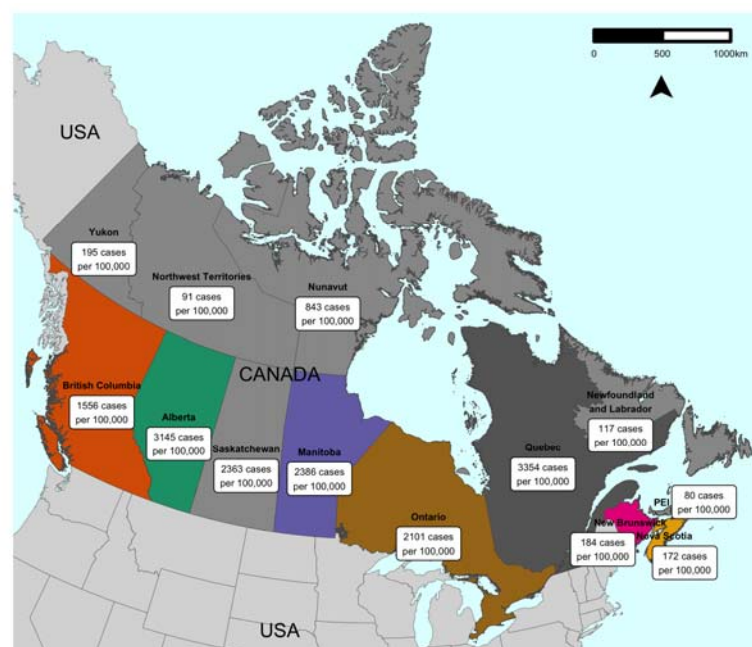 0 500 1000km
USA
Yukon
195 cases
per 100,000
Northwest Territories
91 cases
per 100,000
Nunavut
843 cases
per 100,000
CANADA
British Columbia
1556 cases
per 100,000
Alberta
3145 cases
per 100,000
Saskatchewan
2363 cases
per 100,000
Manitoba
2386 cases
per 100,000
Ontario
2101 cases
per 100,000
Quebec
3354 cases
per 100,000
Newfoundland
and Labrador
117 cases
per 100,000
PEI
80 cases
per 100,000
New Brunswick
184 cases
per 100,000
Nova Scotia
172 cases
per 100,000
USA